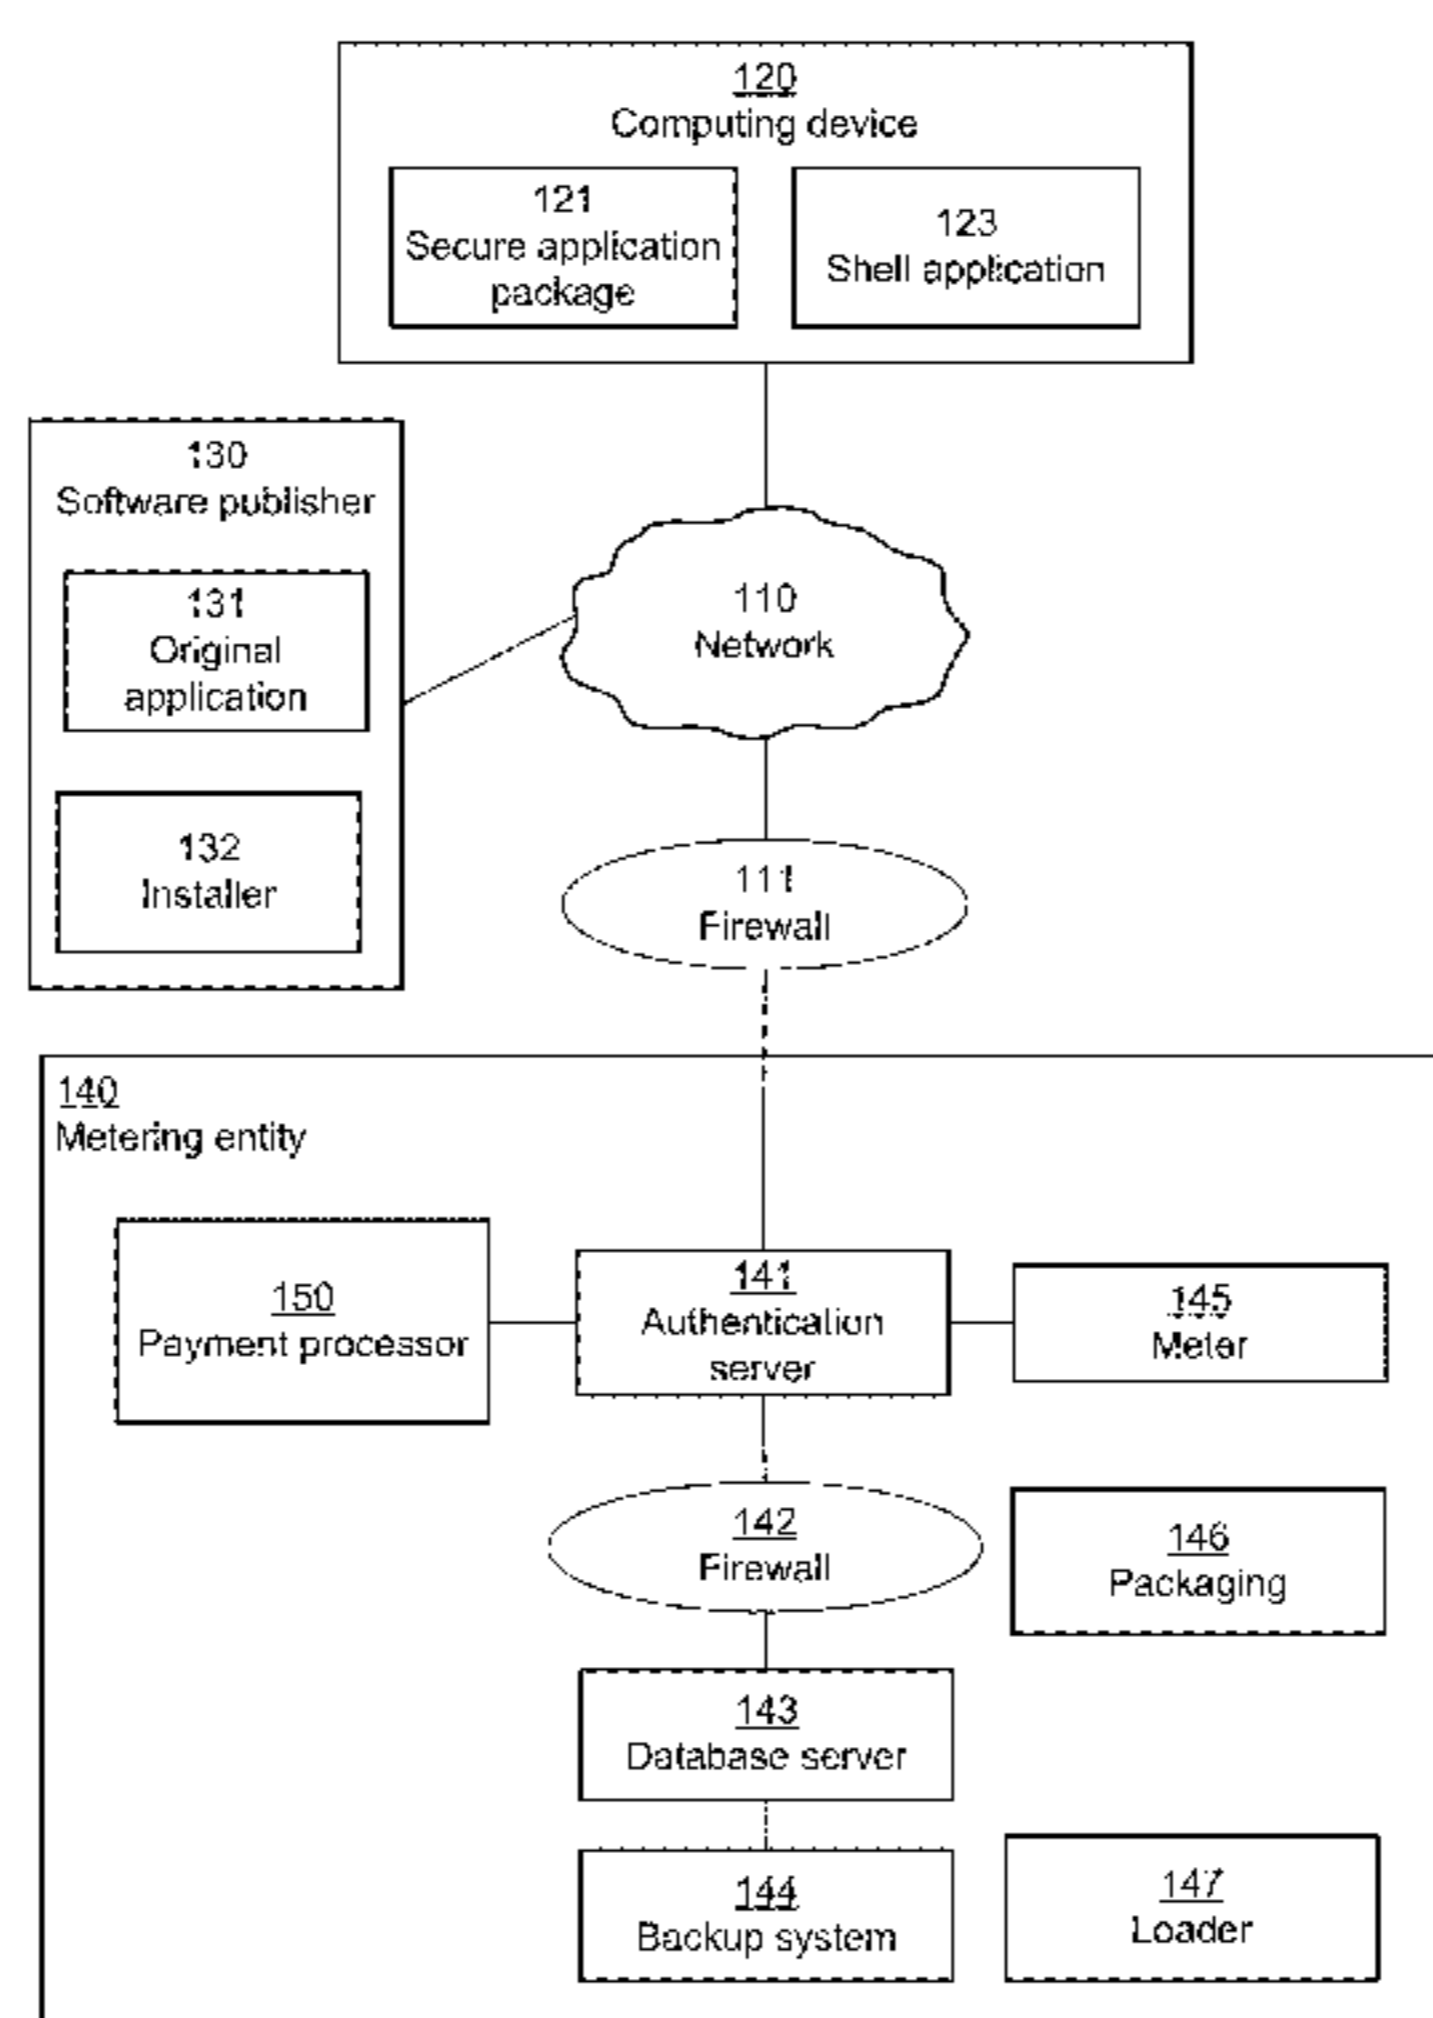 120
Computing device
121
Secure application
package
123
Shell application
130
Software publisher
131
Original
application
132
Installer
110
Network
111
Firewall
140
Metering entity
150
Payment processor
141
Authentication
server
145
Meter
142
Firewall
146
Packaging
143
Database server
144
Backup system
147
Loader